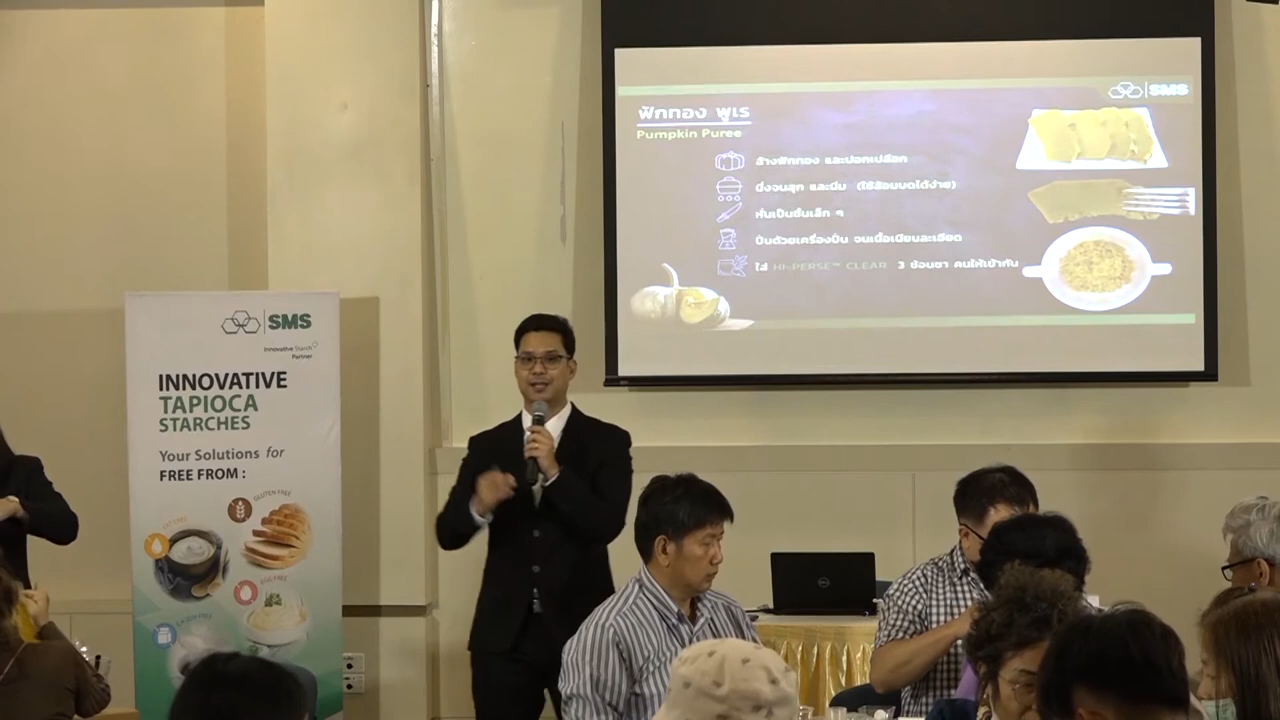 SMS
ฟักทอง พูเร
Pumpkin Puree
ล้างฟักทอง และปอกเปลือก
นึ่งจนสุก และนิ่ม (ใช้ส้อมบดได้ง่าย)
หั่นเป็นชิ้นเล็ก ๆ
ปั่นด้วยเครื่องปั่น จนเนื้อเนียนละเอียด
ใส่ HI-PERSE™ CLEAR 3 ช้อนชา คนให้เข้ากัน
SMS
Innovative Starch
Partner
INNOVATIVE
TAPIOCA
STARCHES
Your Solutions for
FREE FROM :
GLUTEN FREE
FAT FREE
EGG FREE
DELL